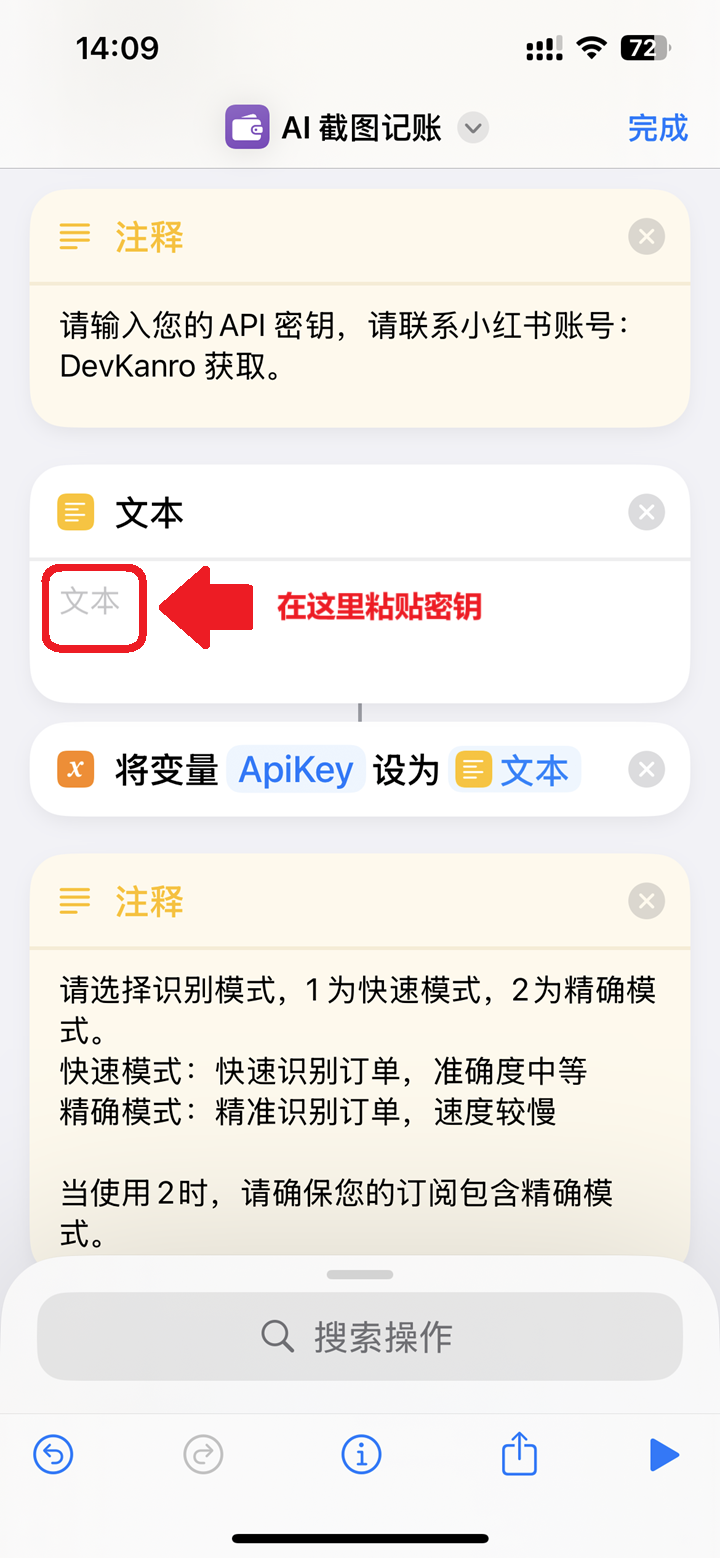 14:09
72
AI 截图记账
完成
注释
请输入您的 API 密钥，请联系小红书账号：
DevKanro 获取。
文本
文本
在这里粘贴密钥
x 将变量 ApiKey 设为 文本
注释
请选择识别模式，1 为快速模式，2 为精确模
式。
快速模式：快速识别订单，准确度中等
精确模式：精准识别订单，速度较慢
当使用 2 时，请确保您的订阅包含精确模
式。
搜索操作